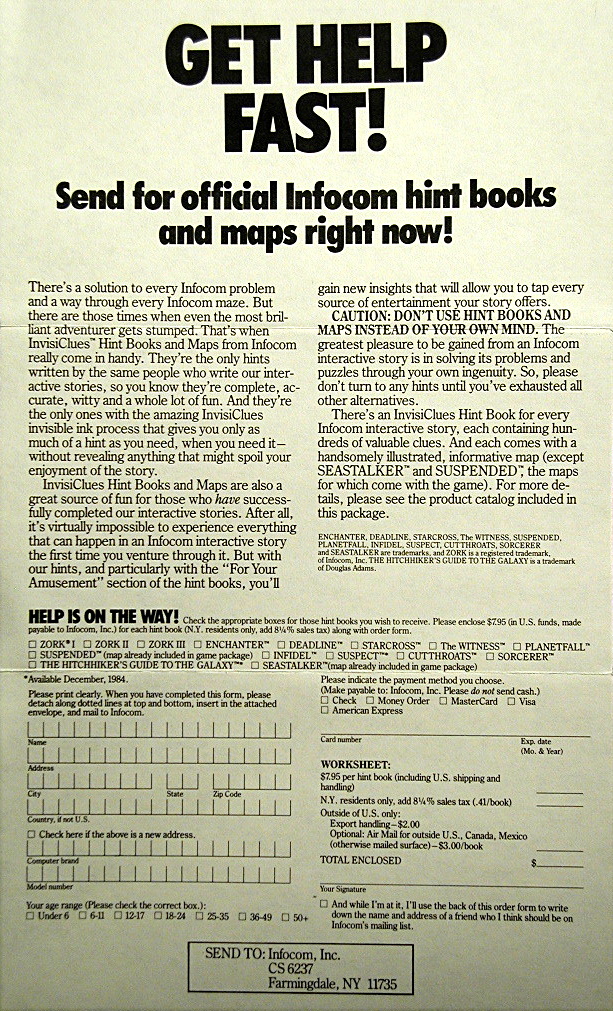 GET HELP
FAST!
Send for official Infocom hint books
and maps right now!
There's a solution to every Infocom problem
and a way through every Infocom maze. But
there are those times when even the most bril-
liant adventurer gets stumped. That's when
InvisiClues™ Hint Books and Maps from Infocom
really come in handy. They're the only hints
written by the same people who write our inter-
active stories, so you know they're complete, ac-
curate, witty and a whole lot of fun. And they're
the only ones with the amazing InvisiClues
invisible ink process that gives you only as
much of a hint as you need, when you need it—
without revealing anything that might spoil your
enjoyment of the story.
InvisiClues Hint Books and Maps are also a
great source of fun for those who have success-
fully completed our interactive stories. After all,
it's virtually impossible to experience everything
that can happen in an Infocom interactive story
the first time you venture through it. But with
our hints, and particularly with the "For Your
Amusement" section of the hint books, you'll
gain new insights that will allow you to tap every
source of entertainment your story offers.
CAUTION: DON'T USE HINT BOOKS AND
MAPS INSTEAD OF YOUR OWN MIND. The
greatest pleasure to be gained from an Infocom
interactive story is in solving its problems and
puzzles through your own ingenuity. So, please
don't turn to any hints until you've exhausted all
other alternatives.
There's an InvisiClues Hint Book for every
Infocom interactive story, each containing hun-
dreds of valuable clues. And each comes with a
handsomely illustrated, informative map (except
SEASTALKER™ and SUSPENDED™, the maps
for which come with the game). For more de-
tails, please see the product catalog included in
this package.
ENCHANTER, DEADLINE, STARCROSS, The WITNESS, SUSPENDED,
PLANETFALL, INFIDEL, SUSPECT, CUTTHROATS, SORCERER
and SEASTALKER are trademarks, and ZORK is a registered trademark,
of Infocom, Inc. THE HITCHHIKER'S GUIDE TO THE GALAXY is a trademark
of Douglas Adams.
HELP IS ON THE WAY! Check the appropriate boxes for those hint books you wish to receive. Please enclose $7.95 (in U.S. funds, made
payable to Infocom, Inc.) for each hint book (N.Y. residents only, add 8¼% sales tax) along with order form.
☐ ZORK® I ☐ ZORK II ☐ ZORK III ☐ ENCHANTER™ ☐ DEADLINE™ ☐ STARCROSS™ ☐ The WITNESS™ ☐ PLANETFALL™
☐ SUSPENDED™ (map already included in game package) ☐ INFIDEL™ ☐ SUSPECT™* ☐ CUTTHROATS™ ☐ SORCERER™
☐ THE HITCHHIKER'S GUIDE TO THE GALAXY™* ☐ SEASTALKER™(map already included in game package)
*Available December, 1984.
Please print clearly. When you have completed this form, please
detach along dotted lines at top and bottom, insert in the attached
envelope, and mail to Infocom.
Name
Address
City State Zip Code
Country, if not U.S.
☐ Check here if the above is a new address.
Computer brand
Model number
Your age range (Please check the correct box.):
☐ Under 6 ☐ 6-11 ☐ 12-17 ☐ 18-24 ☐ 25-35 ☐ 36-49 ☐ 50+
Please indicate the payment method you choose.
(Make payable to: Infocom, Inc. Please do not send cash.)
☐ Check ☐ Money Order ☐ MasterCard ☐ Visa
☐ American Express
Card number Exp. date
(Mo. & Year)
WORKSHEET:
$7.95 per hint book (including U.S. shipping and
handling)
N.Y. residents only, add 8¼% sales tax (.41/book)
Outside of U.S. only:
Export handling—$2.00
Optional: Air Mail for outside U.S., Canada, Mexico
(otherwise mailed surface)—$3.00/book
TOTAL ENCLOSED $
Your Signature
☐ And while I'm at it, I'll use the back of this order form to write
down the name and address of a friend who I think should be on
Infocom's mailing list.
SEND TO: Infocom, Inc.
CS 6237
Farmingdale, NY 11735